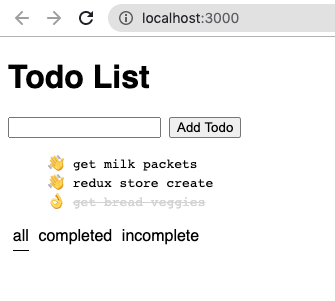 localhost:3000
Todo List
Add Todo
👋 get milk packets
👋 redux store create
👌 get bread veggies
all completed incomplete